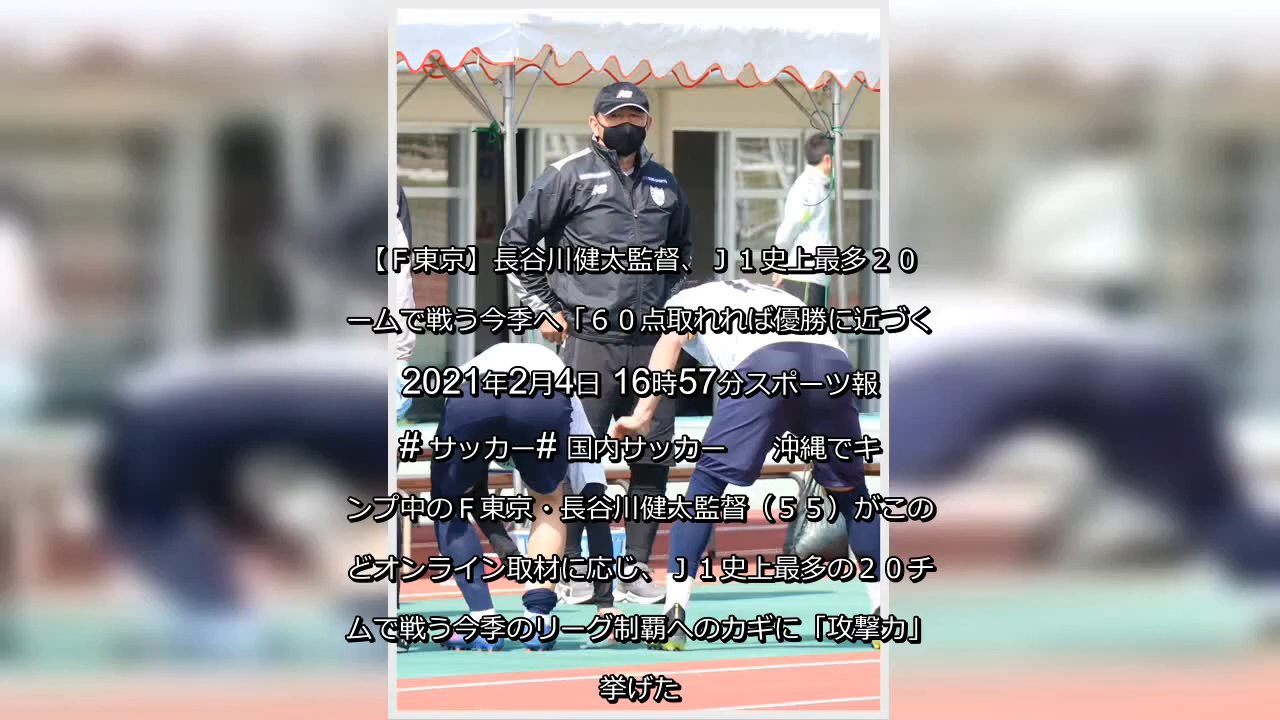 【Ｆ東京】長谷川健太監督、Ｊ１史上最多２０
ームで戦う今季へ「６０点取れれば優勝に近づく
2021年2月4日 16時57分スポーツ報
# サッカー# 国内サッカー　沖縄でキ
ンプ中のＦ東京・長谷川健太監督（５５）がこの
どオンライン取材に応じ、Ｊ１史上最多の２０チ
ムで戦う今季のリーグ制覇へのカギに「攻撃力」
挙げた